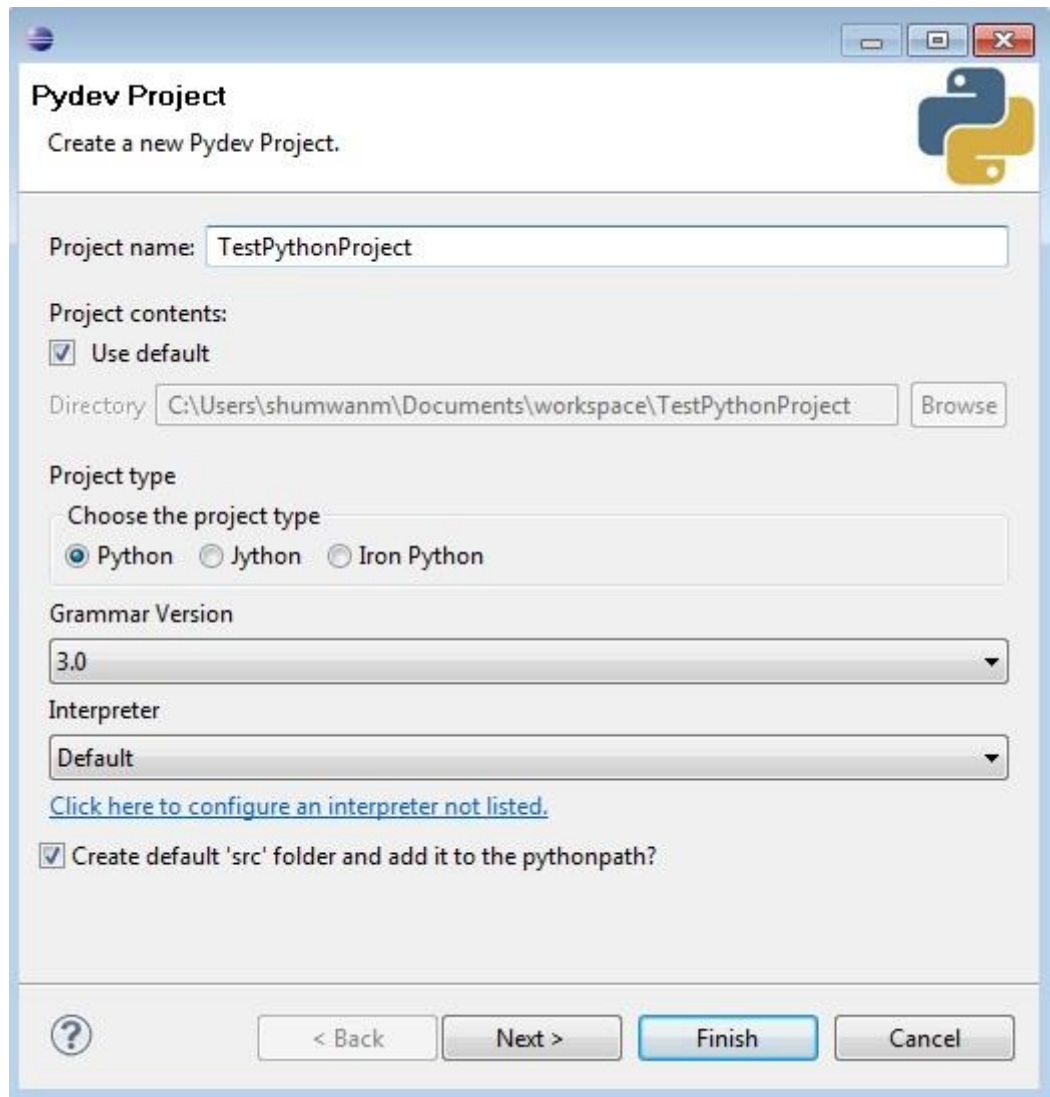 Pydev Project
Create a new Pydev Project.
Project name: TestPythonProject
Project contents:
Use default
Directory C:\Users\shumwanm\Documents\workspace\TestPythonProject Browse
Project type
Choose the project type
Python Jython Iron Python
Grammar Version
3.0
Interpreter
Default
Click here to configure an interpreter not listed.
Create default 'src' folder and add it to the pythonpath?
? < Back Next > Finish Cancel